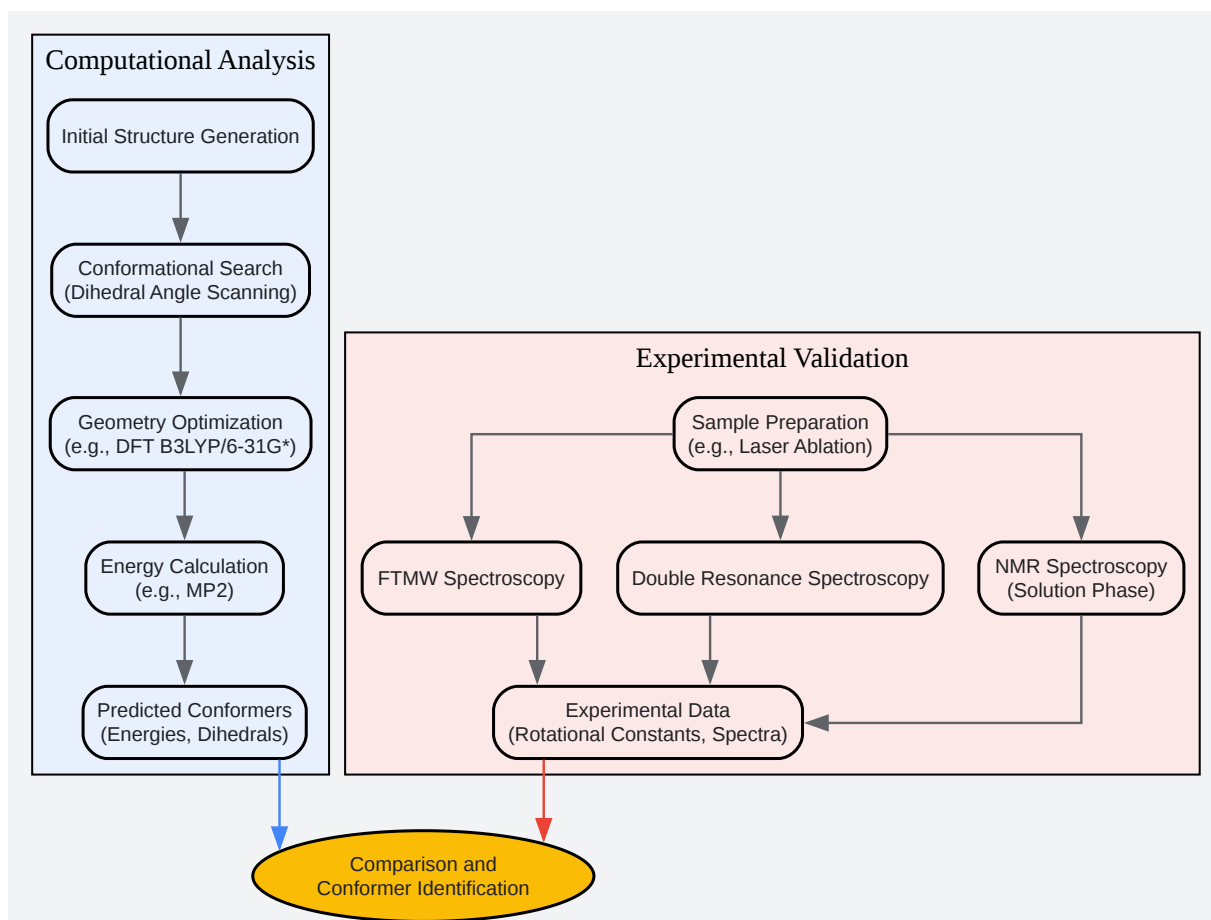 Computational Analysis
Initial Structure Generation
Conformational Search
(Dihedral Angle Scanning)
Geometry Optimization
(e.g., DFT B3LYP/6-31G*)
Energy Calculation
(e.g., MP2)
Predicted Conformers
(Energies, Dihedrals)
Experimental Validation
Sample Preparation
(e.g., Laser Ablation)
FTMW Spectroscopy
Double Resonance Spectroscopy
NMR Spectroscopy
(Solution Phase)
Experimental Data
(Rotational Constants, Spectra)
Comparison and
Conformer Identification